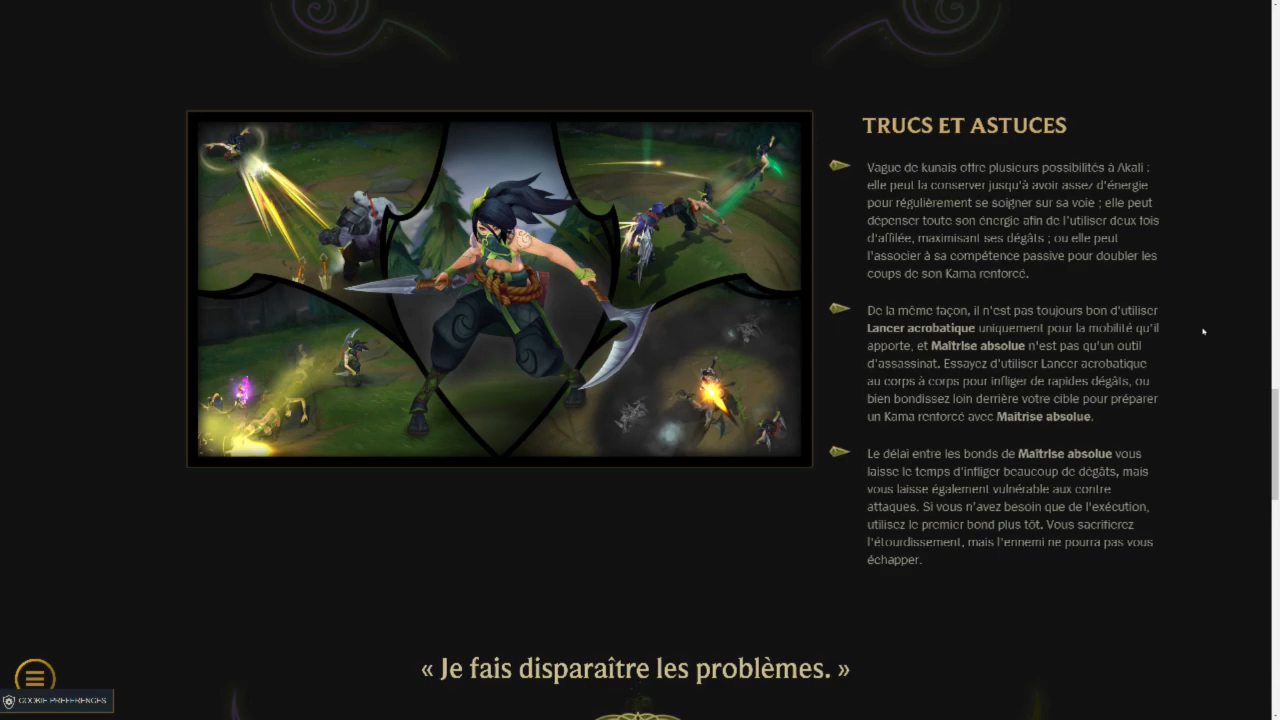 TRUCS ET ASTUCES
Vague de kunais offre plusieurs possibilités à Akali :
elle peut la conserver jusqu'à avoir assez d'énergie
pour régulièrement se soigner sur sa voie ; elle peut
dépenser toute son énergie afin de l'utiliser deux fois
d'affilée, maximisant ses dégâts ; ou elle peut
l'associer à sa compétence passive pour doubler les
coups de son Kama renforcé.
De la même façon, il n'est pas toujours bon d'utiliser
Lancer acrobatique uniquement pour la mobilité qu'il
apporte, et Maîtrise absolue n'est pas qu'un outil
d'assassinat. Essayez d'utiliser Lancer acrobatique
au corps à corps pour infliger de rapides dégâts, ou
bien bondissez loin derrière votre cible pour préparer
un Kama renforcé avec Maîtrise absolue.
Le délai entre les bonds de Maîtrise absolue vous
laisse le temps d'infliger beaucoup de dégâts, mais
vous laisse également vulnérable aux contre
attaques. Si vous n'avez besoin que de l'exécution,
utilisez le premier bond plus tôt. Vous sacrifierez
l'étourdissement, mais l'ennemi ne pourra pas vous
échapper.
« Je fais disparaître les problèmes. »
COOKIE PREFERENCES